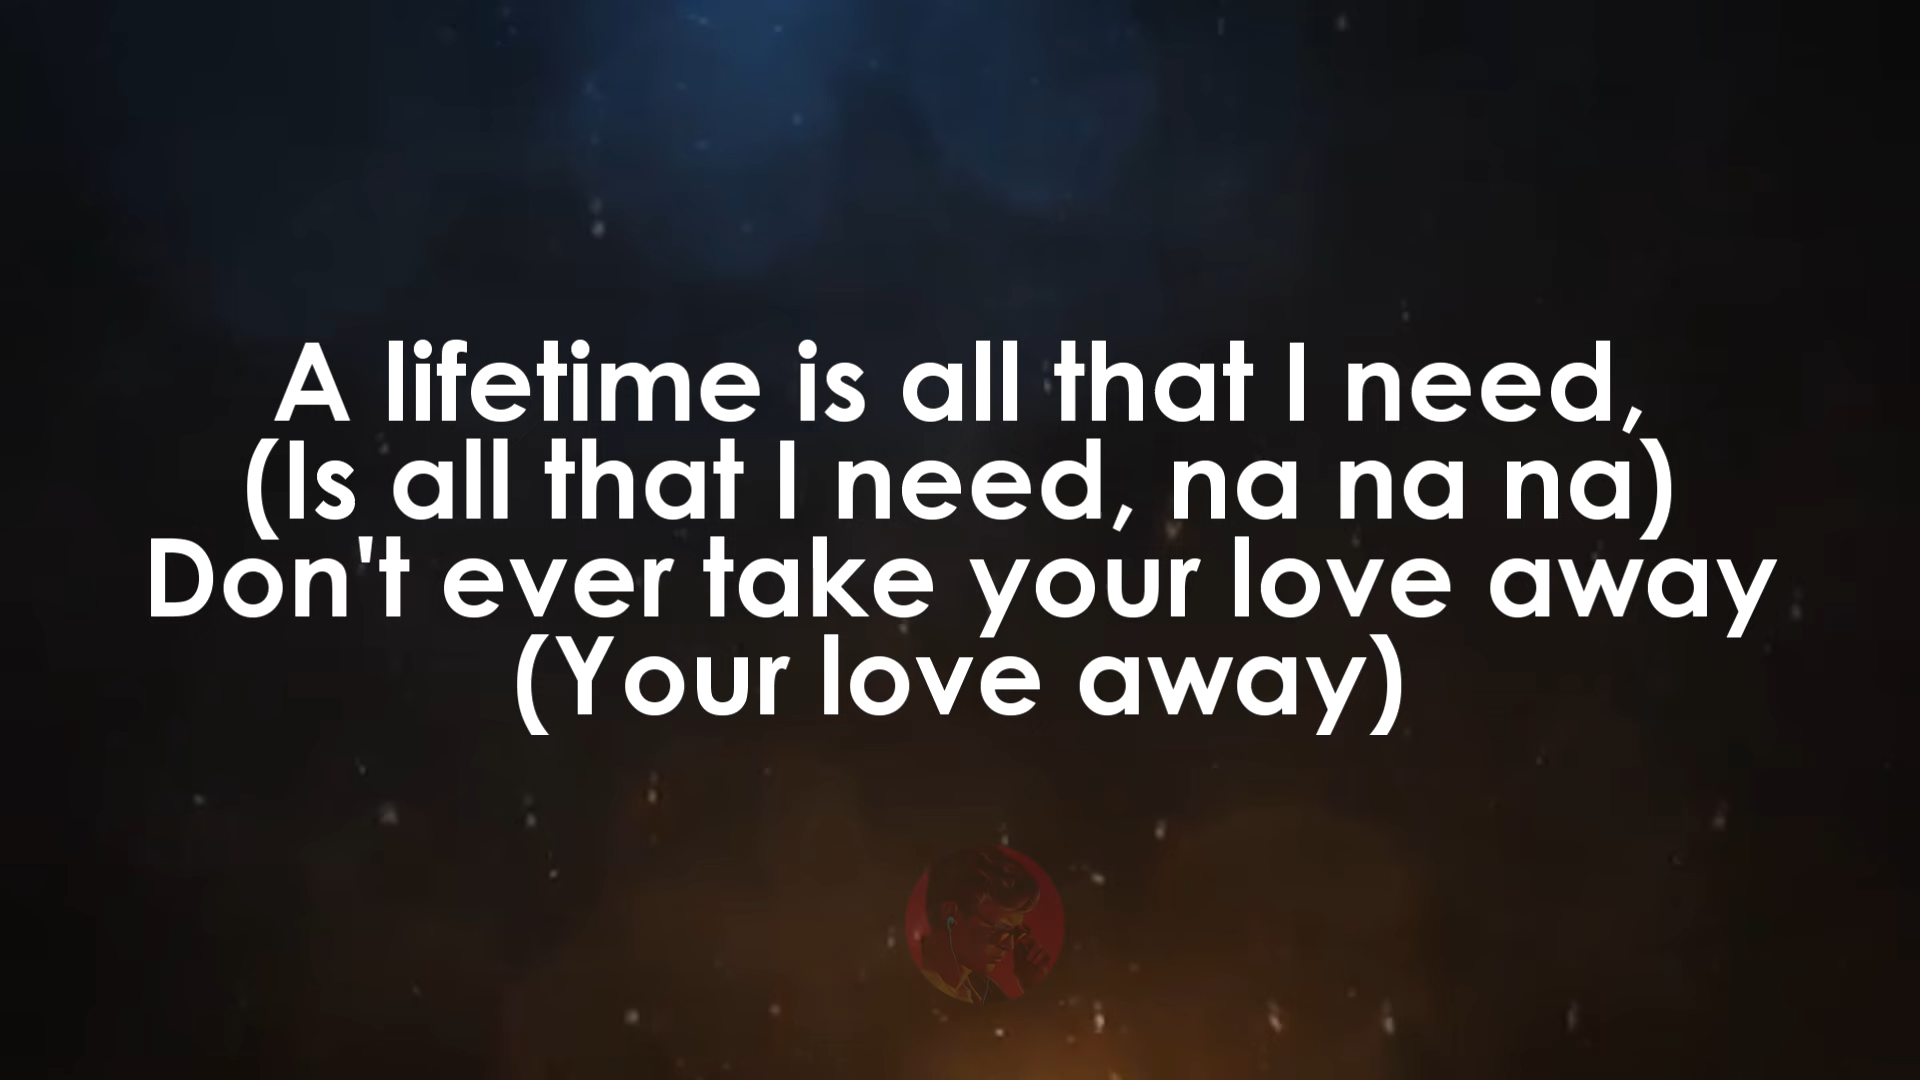 A lifetime is all that I need,
(Is all that I need, na na na)
Don't ever take your love away
(Your love away)